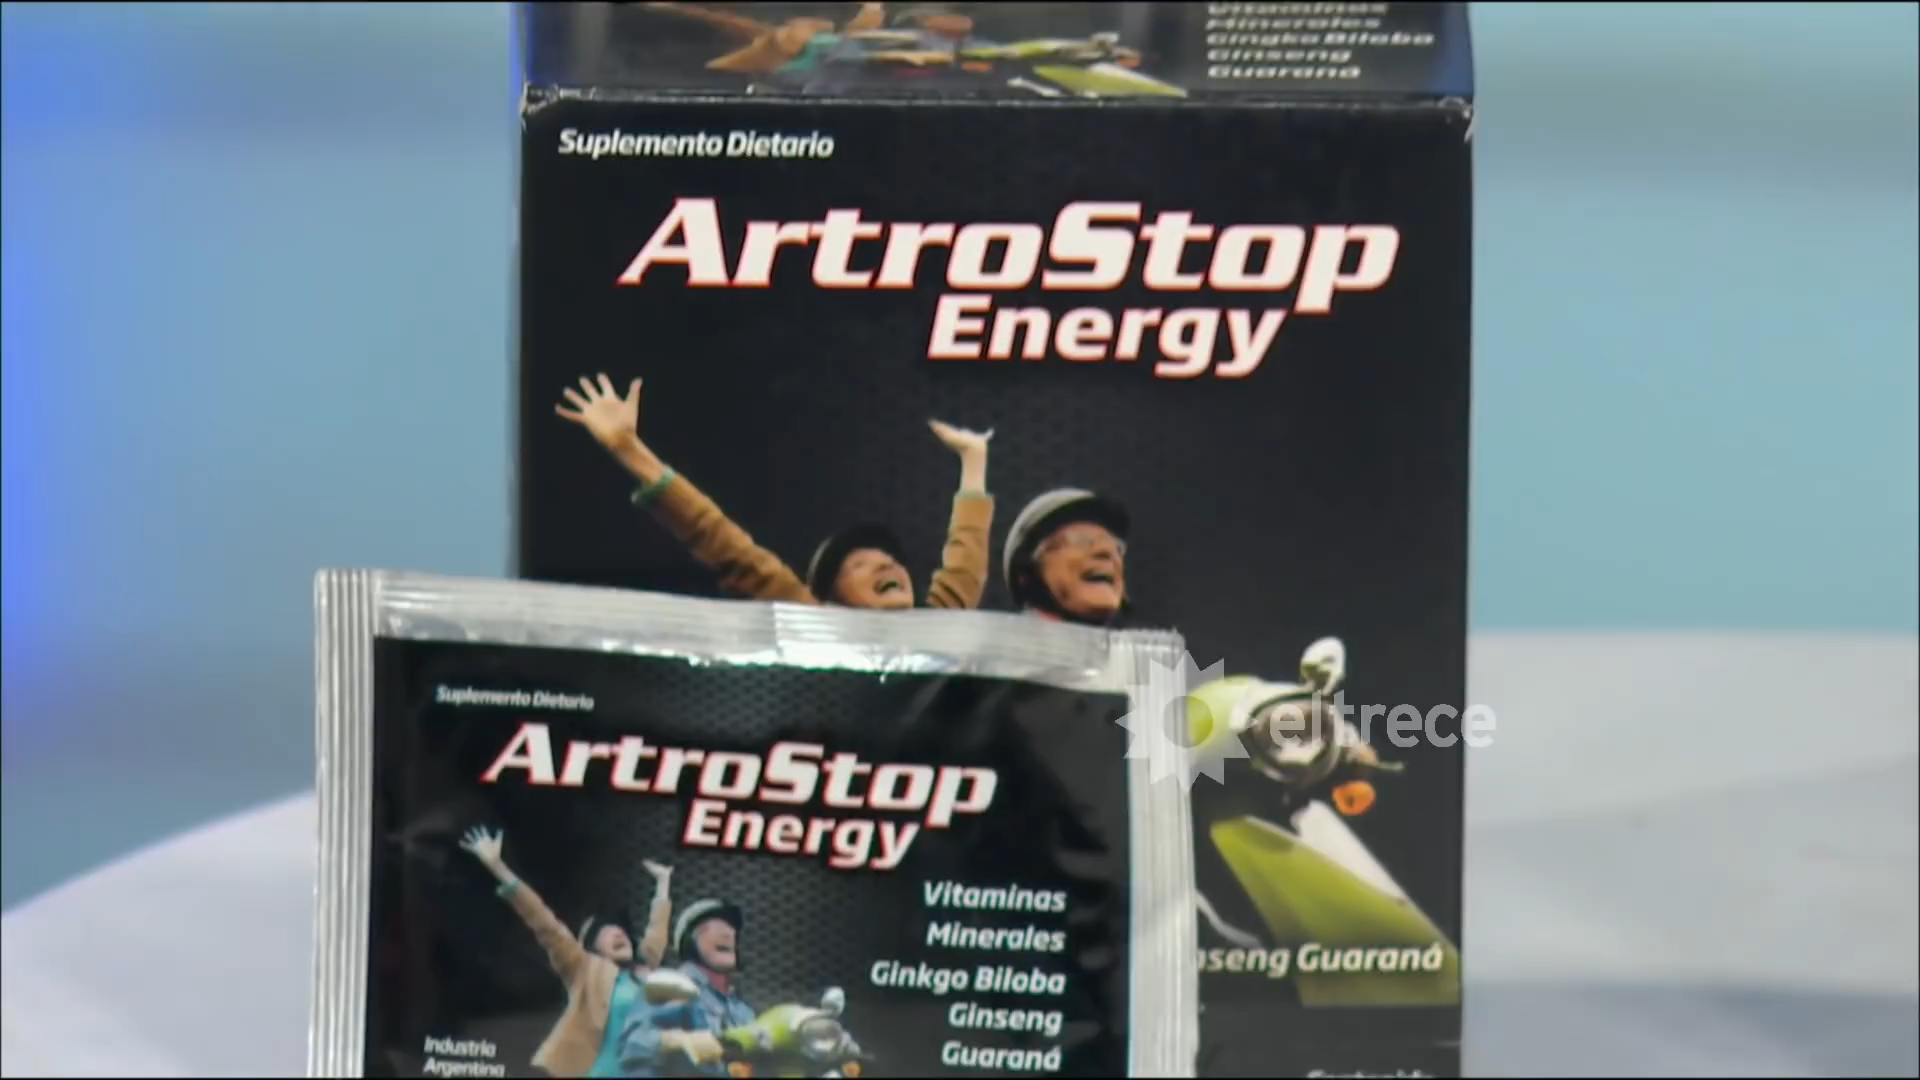 Vitaminas
Minerales
Gingko Biloba
Ginseng
Guaraná
Suplemento Dietario
ArtroStop
Energy
eltrece
nseng Guaraná
Suplemento Dietario
ArtroStop
Energy
Vitaminas
Minerales
Ginkgo Biloba
Ginseng
Guaraná
Industria
Argentina